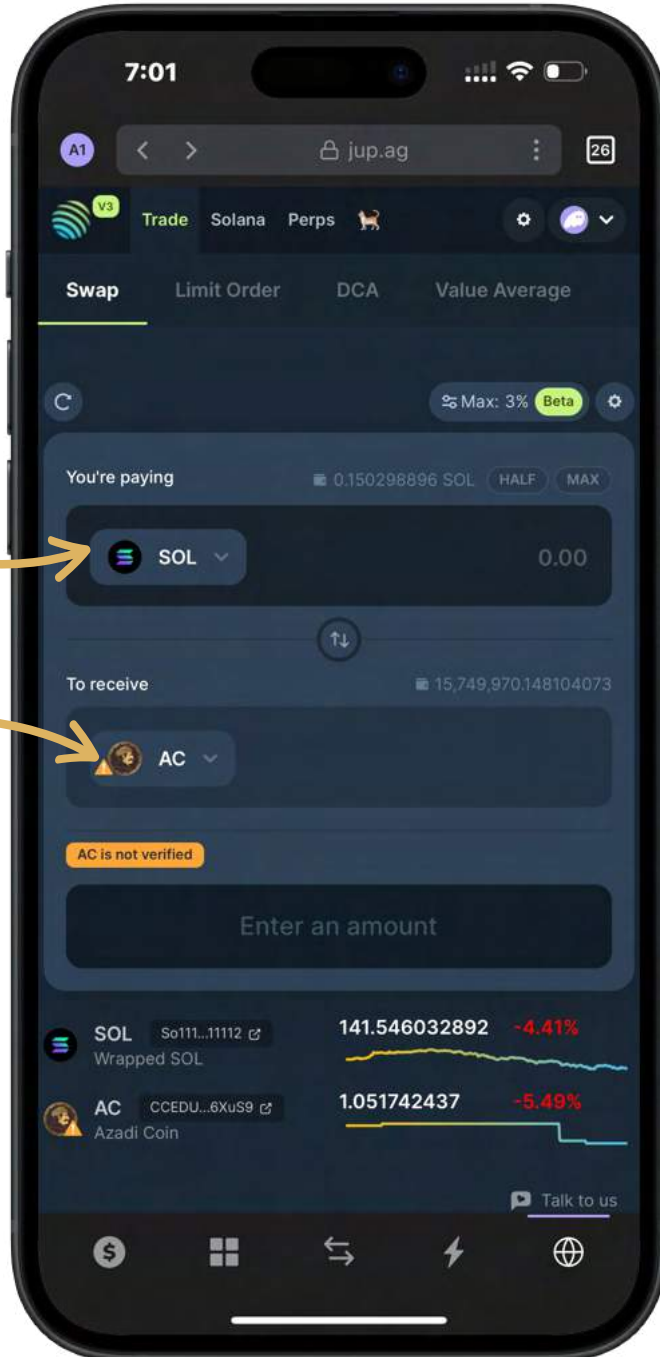 7:01
A1 jup.ag 26
V3 Trade Solana Perps
Swap Limit Order DCA Value Average
Max: 3% Beta
You're paying 0.150298896 SOL HALF MAX
SOL 0.00
To receive 15,749,970.148104073
AC
AC is not verified
Enter an amount
SOL So111...11112 141.546032892 -4.41%
Wrapped SOL
AC CCEDU...6XuS9 1.051742437 -5.49%
Azadi Coin
Talk to us